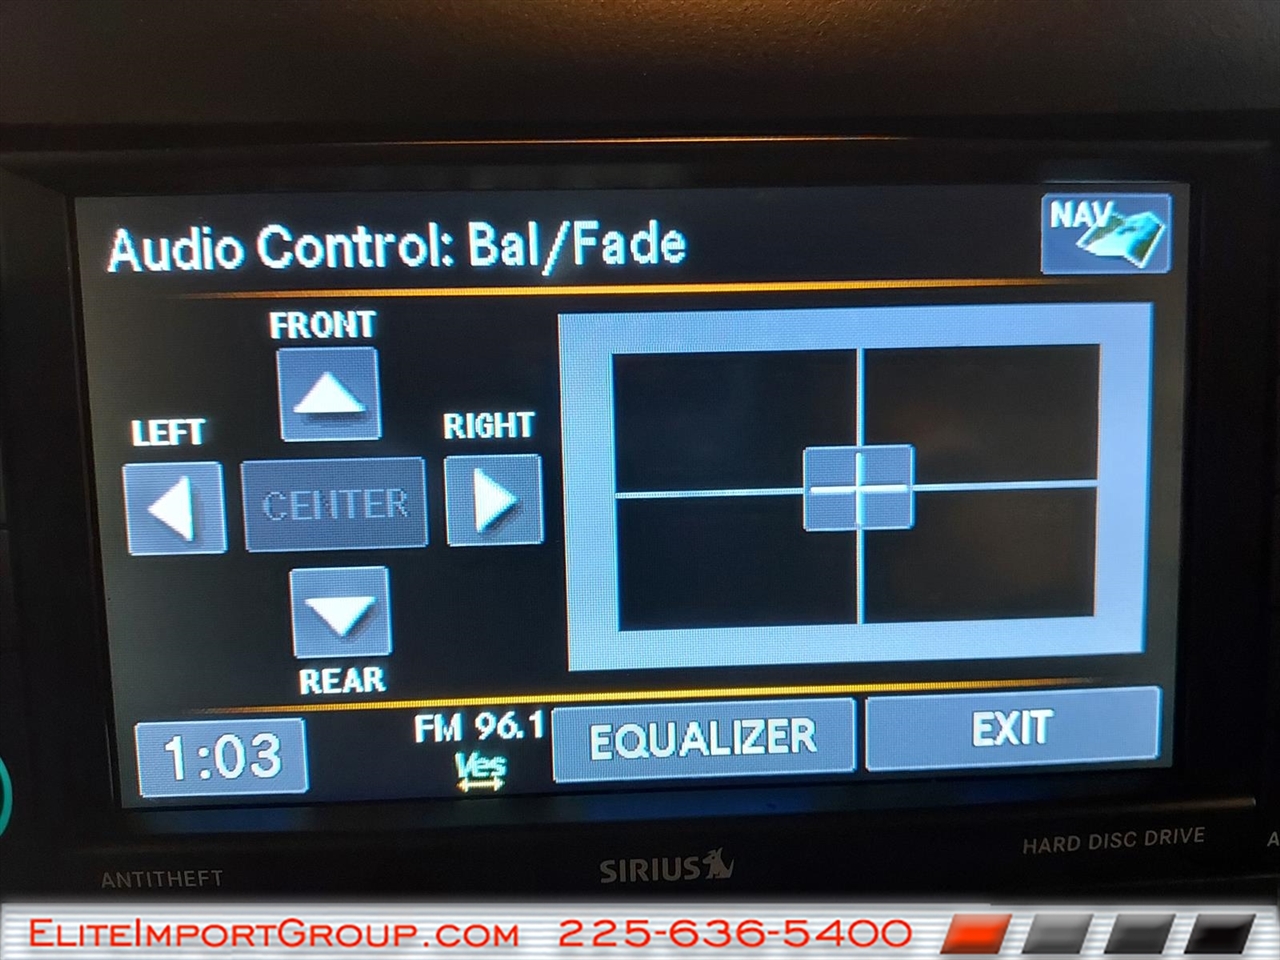 Audio Control: Bal/Fade
NAV
FRONT
LEFT
RIGHT
CENTER
REAR
1:03
FM 96.1
Ves
EQUALIZER
EXIT
ANTITHEFT
SIRIUS
HARD DISC DRIVE
A
EliteImportGroup.com 225-636-5400